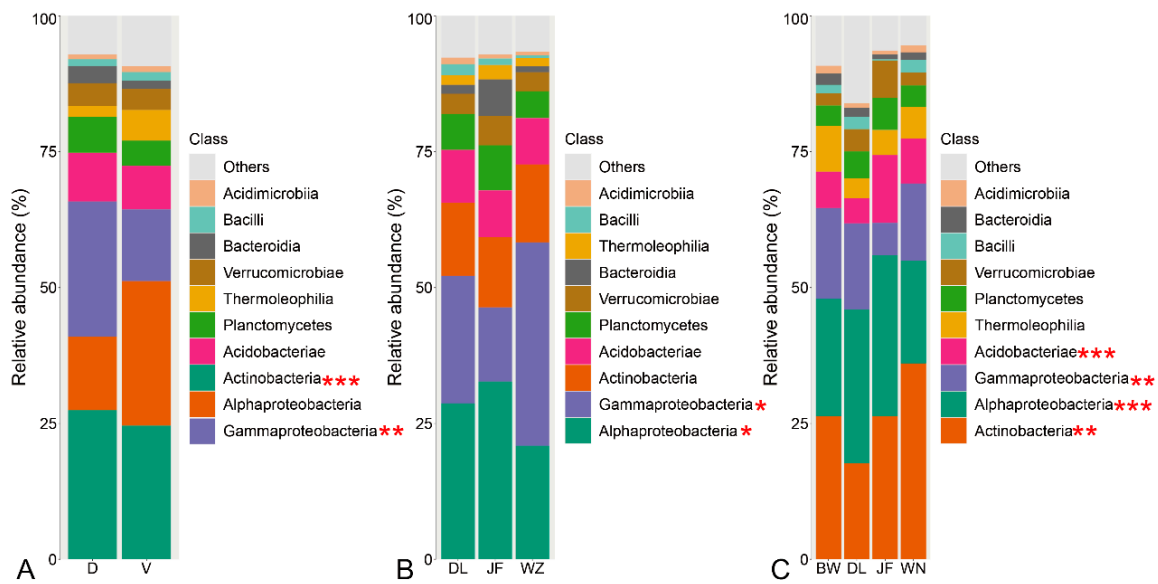 100
75
50
25
0
Relative abundance (%)
D V
A
Class
Others
Acidimicrobiia
Bacilli
Bacteroidia
Verrucomicrobiae
Thermoleophilia
Planctomycetes
Acidobacteriae
Actinobacteria***
Alphaproteobacteria
Gammaproteobacteria**
100
75
50
25
0
Relative abundance (%)
DL JF WZ
B
Class
Others
Acidimicrobiia
Bacilli
Thermoleophilia
Bacteroidia
Verrucomicrobiae
Planctomycetes
Acidobacteriae
Actinobacteria
Gammaproteobacteria*
Alphaproteobacteria*
100
75
50
25
0
Relative abundance (%)
BW DL JF WN
C
Class
Others
Acidimicrobiia
Bacteroidia
Bacilli
Verrucomicrobiae
Planctomycetes
Thermoleophilia
Acidobacteriae***
Gammaproteobacteria**
Alphaproteobacteria***
Actinobacteria**